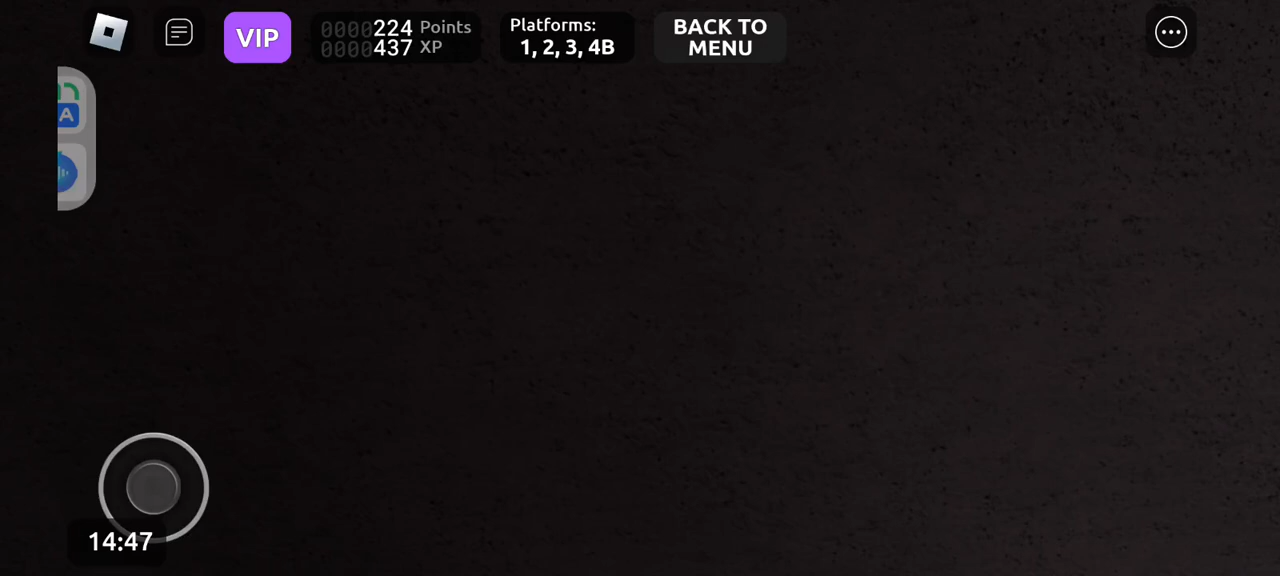 VIP
0000224 Points
0000437 XP
Platforms:
1, 2, 3, 4B
BACK TO
MENU
A
14:47